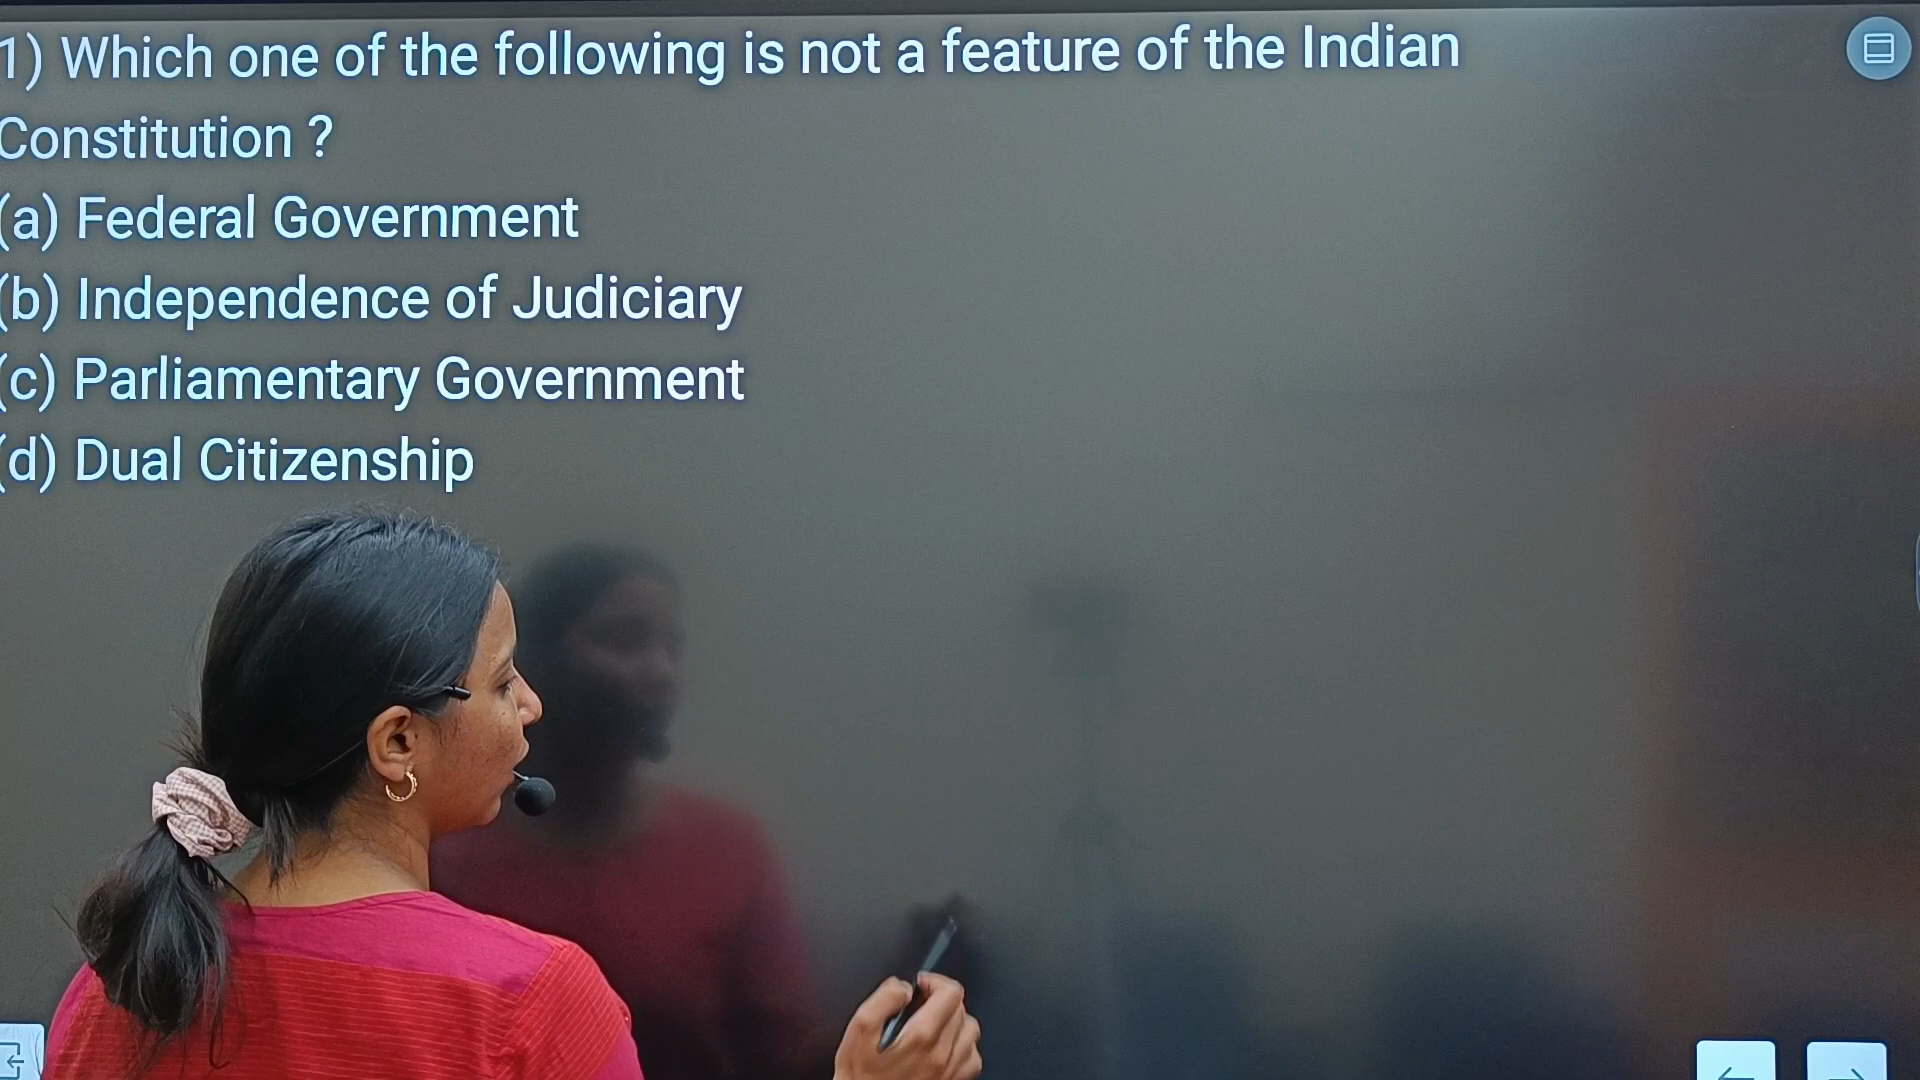 1) Which one of the following is not a feature of the Indian
Constitution ?
(a) Federal Government
(b) Independence of Judiciary
(c) Parliamentary Government
(d) Dual Citizenship